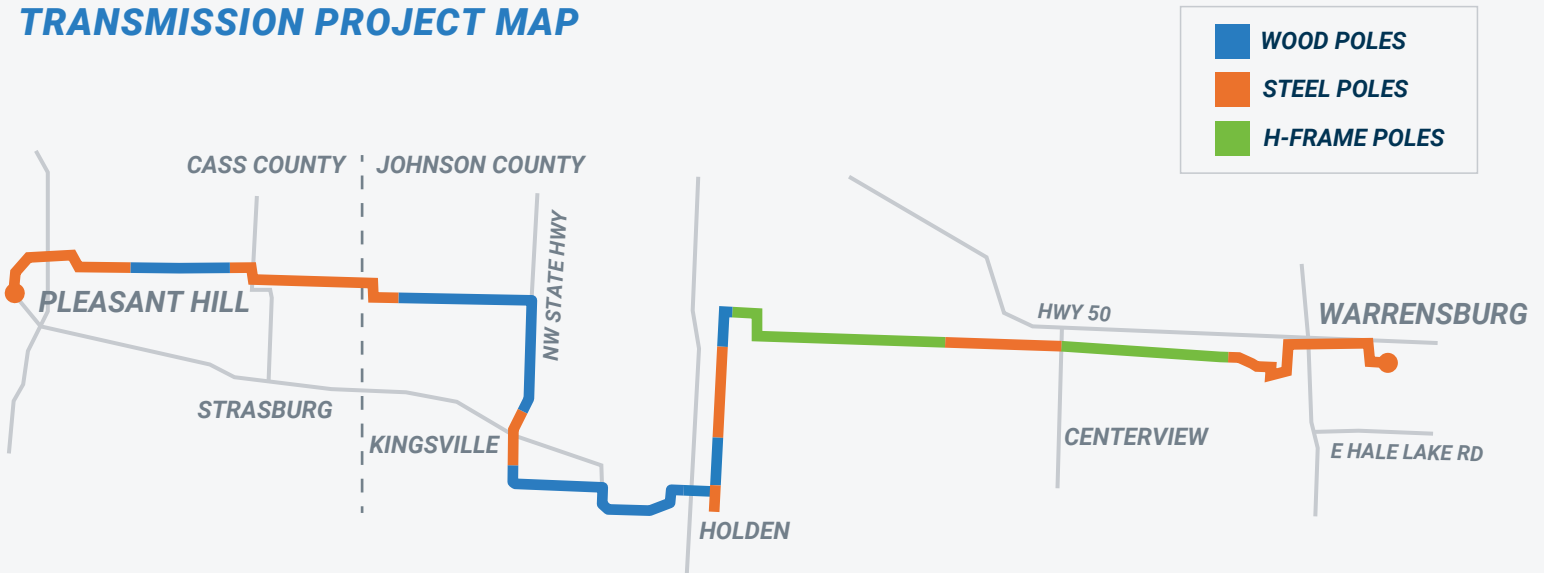 TRANSMISSION PROJECT MAP
WOOD POLES
STEEL POLES
H-FRAME POLES
CASS COUNTY
JOHNSON COUNTY
NW STATE HWY
PLEASANT HILL
HWY 50
WARRENSBURG
STRASBURG
KINGSVILLE
CENTERVIEW
E HALE LAKE RD
HOLDEN